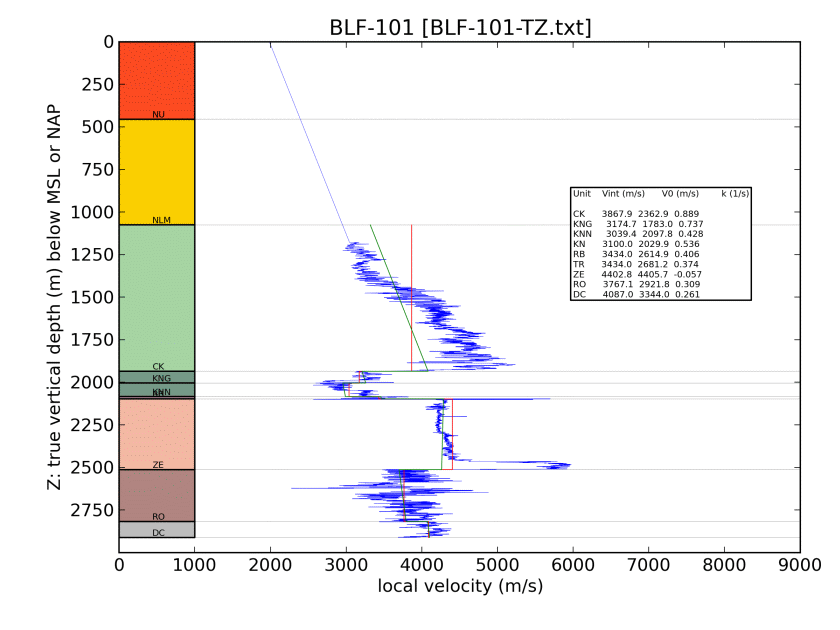 BLF-101 [BLF-101-TZ.txt]
Z: true vertical depth (m) below MSL or NAP
0
250
500
750
1000
1250
1500
1750
2000
2250
2500
2750
NU
NLM
CK
KNG
KNN
ZE
RO
DC
Unit Vint (m/s) V0 (m/s) k (1/s)
CK 3867.9 2362.9 0.889
KNG 3174.7 1783.0 0.737
KNN 3039.4 2097.8 0.428
KN 3100.0 2029.9 0.536
RB 3434.0 2614.9 0.406
TR 3434.0 2681.2 0.374
ZE 4402.8 4405.7 -0.057
RO 3767.1 2921.8 0.309
DC 4087.0 3344.0 0.261
0 1000 2000 3000 4000 5000 6000 7000 8000 9000
local velocity (m/s)